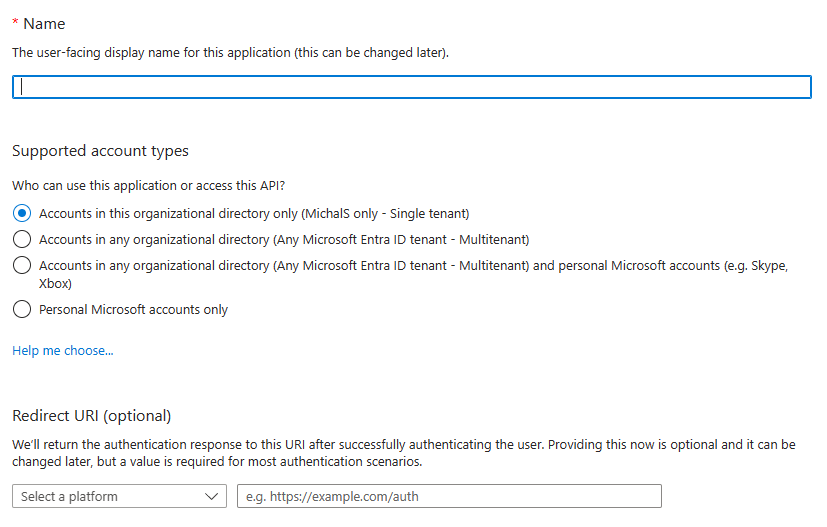 * Name
The user-facing display name for this application (this can be changed later).
Supported account types
Who can use this application or access this API?
Accounts in this organizational directory only (MichalS only - Single tenant)
Accounts in any organizational directory (Any Microsoft Entra ID tenant - Multitenant)
Accounts in any organizational directory (Any Microsoft Entra ID tenant - Multitenant) and personal Microsoft accounts (e.g. Skype,
Xbox)
Personal Microsoft accounts only
Help me choose...
Redirect URI (optional)
We'll return the authentication response to this URI after successfully authenticating the user. Providing this now is optional and it can be
changed later, but a value is required for most authentication scenarios.
Select a platform
e.g. https://example.com/auth